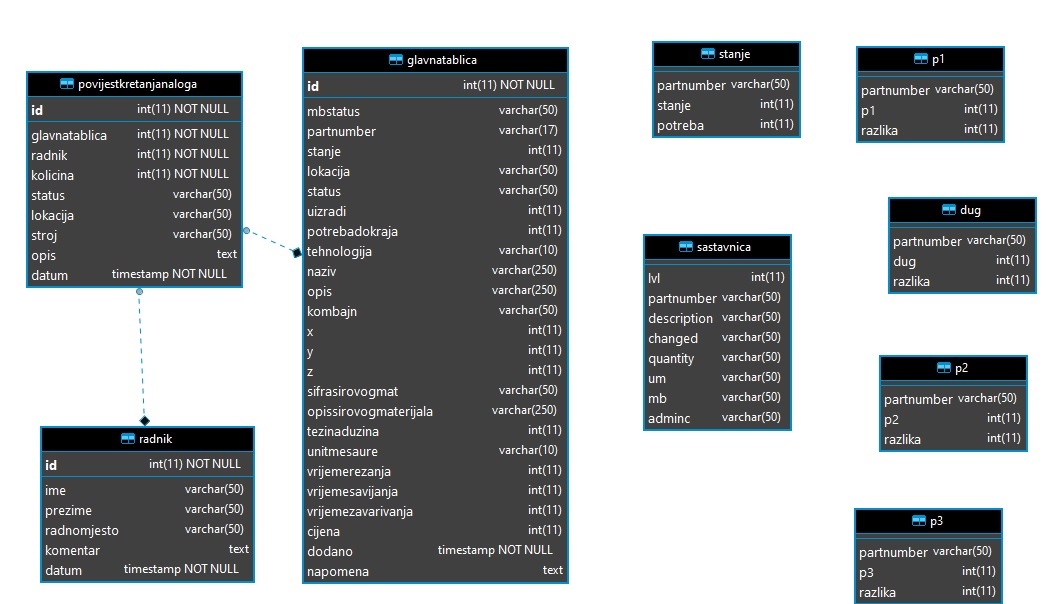 povijestkretanjanaloga
id int(11) NOT NULL
glavnatablica int(11) NOT NULL
radnik int(11) NOT NULL
kolicina int(11) NOT NULL
status varchar(50)
lokacija varchar(50)
stroj varchar(50)
opis text
datum timestamp NOT NULL
radnik
id int(11) NOT NULL
ime varchar(50)
prezime varchar(50)
radnomjesto varchar(50)
komentar text
datum timestamp NOT NULL
glavnatablica
id int(11) NOT NULL
mbstatus varchar(50)
partnumber varchar(17)
stanje int(11)
lokacija varchar(50)
status varchar(50)
uizradi int(11)
potrebadokraja int(11)
tehnologija varchar(10)
naziv varchar(250)
opis varchar(250)
kombajn varchar(50)
x int(11)
y int(11)
z int(11)
sifrasirovogmat varchar(50)
opissirovogmaterijala varchar(250)
tezinaduzina int(11)
unitmesaure varchar(10)
vrijemerezanja int(11)
vrijemesavijanja int(11)
vrijemezavarivanja int(11)
cijena int(11)
dodano timestamp NOT NULL
napomena text
stanje
partnumber varchar(50)
stanje int(11)
potreba int(11)
sastavnica
lvl int(11)
partnumber varchar(50)
description varchar(50)
changed varchar(50)
quantity varchar(50)
um varchar(50)
mb varchar(50)
adminc varchar(50)
p1
partnumber varchar(50)
p1 int(11)
razlika int(11)
dug
partnumber varchar(50)
dug int(11)
razlika int(11)
p2
partnumber varchar(50)
p2 int(11)
razlika int(11)
p3
partnumber varchar(50)
p3 int(11)
razlika int(11)